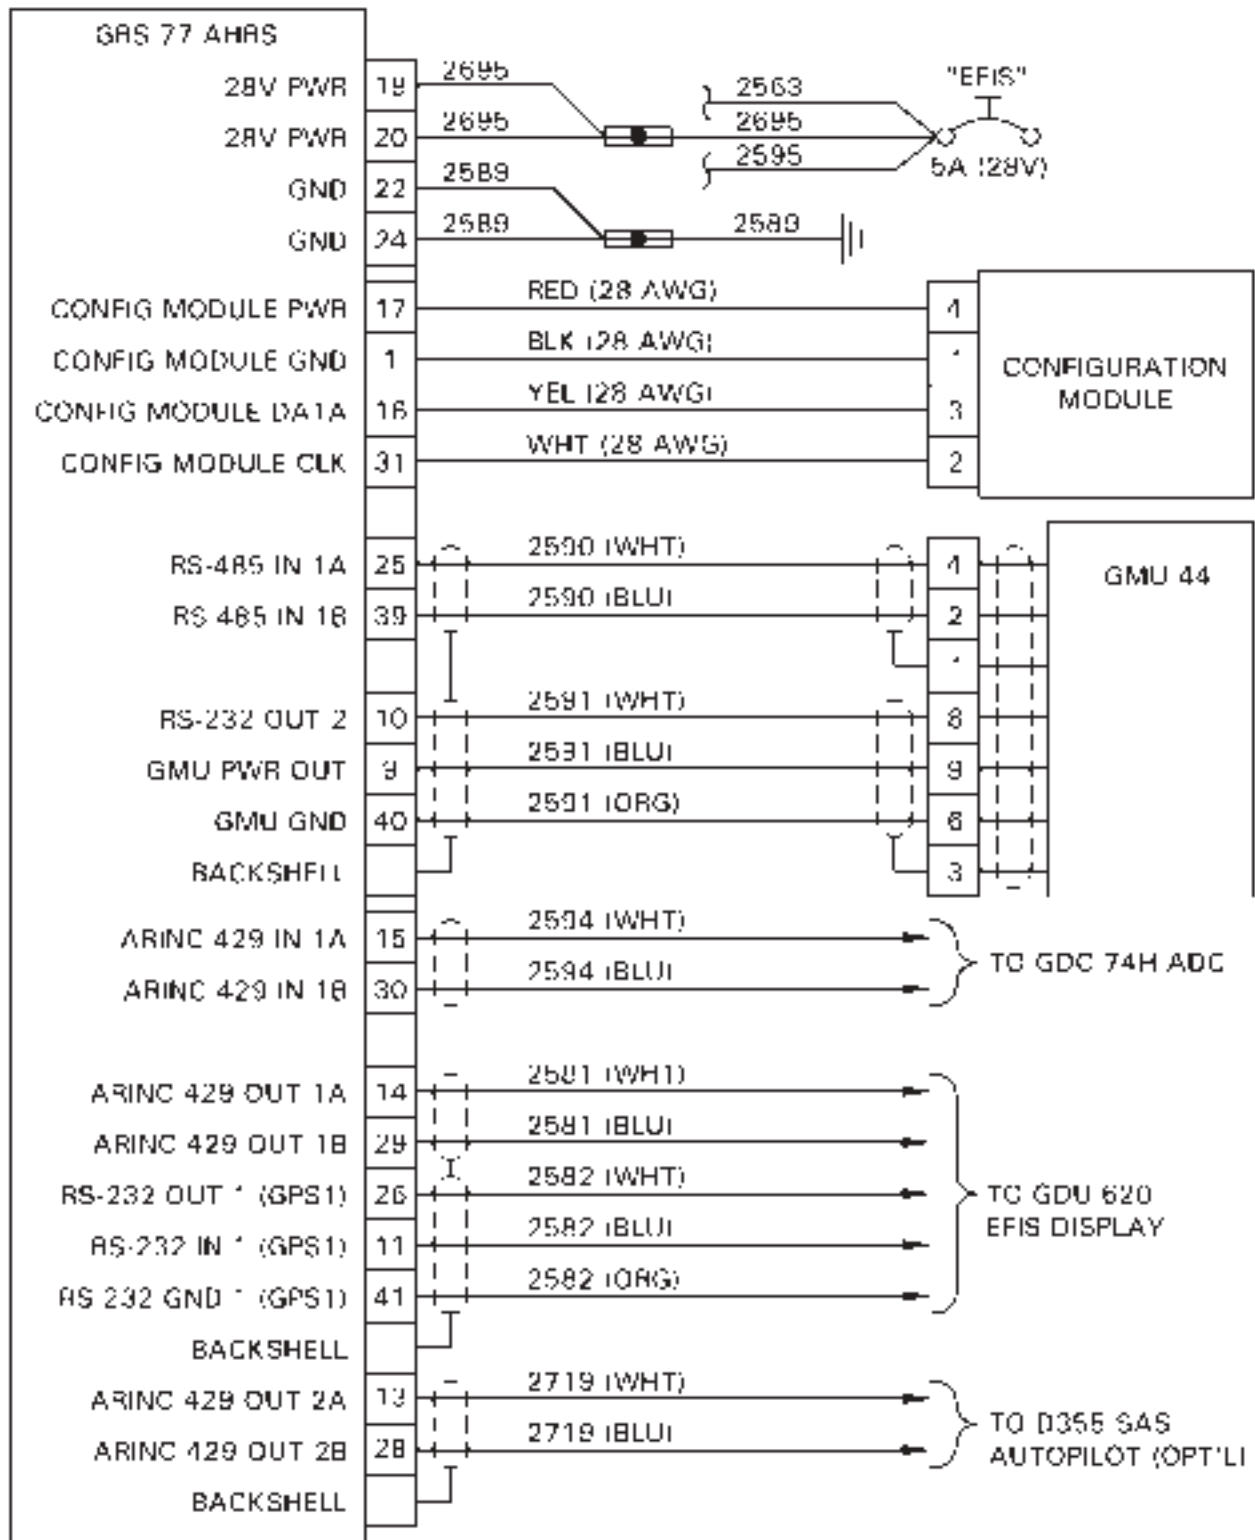 GRS 77 AHRS
28V PWR 19 2695
28V PWR 20 2695 2695
2563
2595
"EFIS"
5A (28V)
GND 22 2589
GND 24 2589 2589
CONFIG MODULE PWR 17 RED (28 AWG) 4
CONFIG MODULE GND 1 BLK (28 AWG) 1
CONFIG MODULE DATA 16 YEL (28 AWG) 3
CONFIG MODULE CLK 31 WHT (28 AWG) 2
CONFIGURATION
MODULE
RS-485 IN 1A 25 2590 (WHT) 4
RS 485 IN 1B 39 2590 (BLU) 2
1
GMU 44
RS-232 OUT 2 10 2591 (WHT) 8
GMU PWR OUT 9 2591 (BLU) 9
GMU GND 40 2591 (ORG) 6
BACKSHELL 3
ARINC 429 IN 1A 15 2594 (WHT)
ARINC 429 IN 1B 30 2594 (BLU)
TO GDC 74H ADC
ARINC 429 OUT 1A 14 2581 (WHT)
ARINC 429 OUT 1B 29 2581 (BLU)
RS-232 OUT 1 (GPS1) 26 2582 (WHT)
RS-232 IN 1 (GPS1) 11 2582 (BLU)
RS 232 GND 1 (GPS1) 41 2582 (ORG)
BACKSHELL
TO GDU 620
EFIS DISPLAY
ARINC 429 OUT 2A 13 2719 (WHT)
ARINC 429 OUT 2B 28 2719 (BLU)
BACKSHELL
TO D355 SAS
AUTOPILOT (OPT'L)